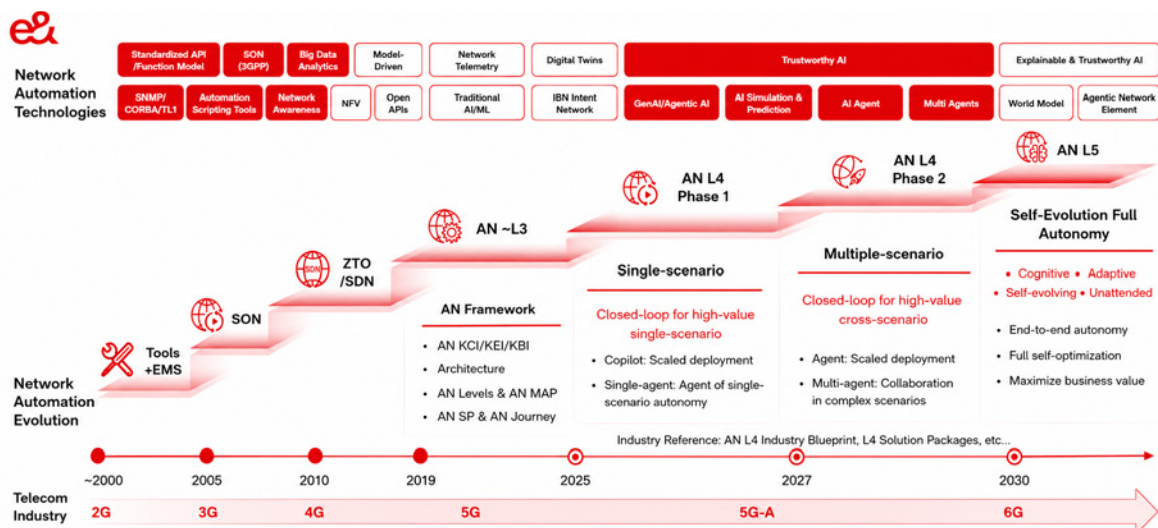 e&
Network
Automation
Technologies
Standardized API
/Function Model
SON
(3GPP)
Big Data
Analytics
Model-
Driven
Network
Telemetry
Digital Twins
Trustworthy AI
Explainable & Trustworthy AI
SNMP/
CORBA/TL1
Automation
Scripting Tools
Network
Awareness
NFV
Open
APIs
Traditional
AI/ML
IBN Intent
Network
GenAI/Agentic AI
AI Simulation &
Prediction
AI Agent
Multi Agents
World Model
Agentic Network
Element
Tools
+EMS
SON
SDN
ZTO
/SDN
AN ~L3
AN L4
Phase 1
AN L4
Phase 2
AN L5
AN Framework
• AN KCI/KEI/KBI
• Architecture
• AN Levels & AN MAP
• AN SP & AN Journey
Single-scenario
Closed-loop for high-value
single-scenario
• Copilot: Scaled deployment
• Single-agent: Agent of single-
scenario autonomy
Multiple-scenario
Closed-loop for high-value
cross-scenario
• Agent: Scaled deployment
• Multi-agent: Collaboration
in complex scenarios
Self-Evolution Full
Autonomy
• Cognitive • Adaptive
• Self-evolving • Unattended
• End-to-end autonomy
• Full self-optimization
• Maximize business value
Network
Automation
Evolution
Industry Reference: AN L4 Industry Blueprint, L4 Solution Packages, etc...
~2000
2005
2010
2019
2025
2027
2030
Telecom
Industry
2G
3G
4G
5G
5G-A
6G